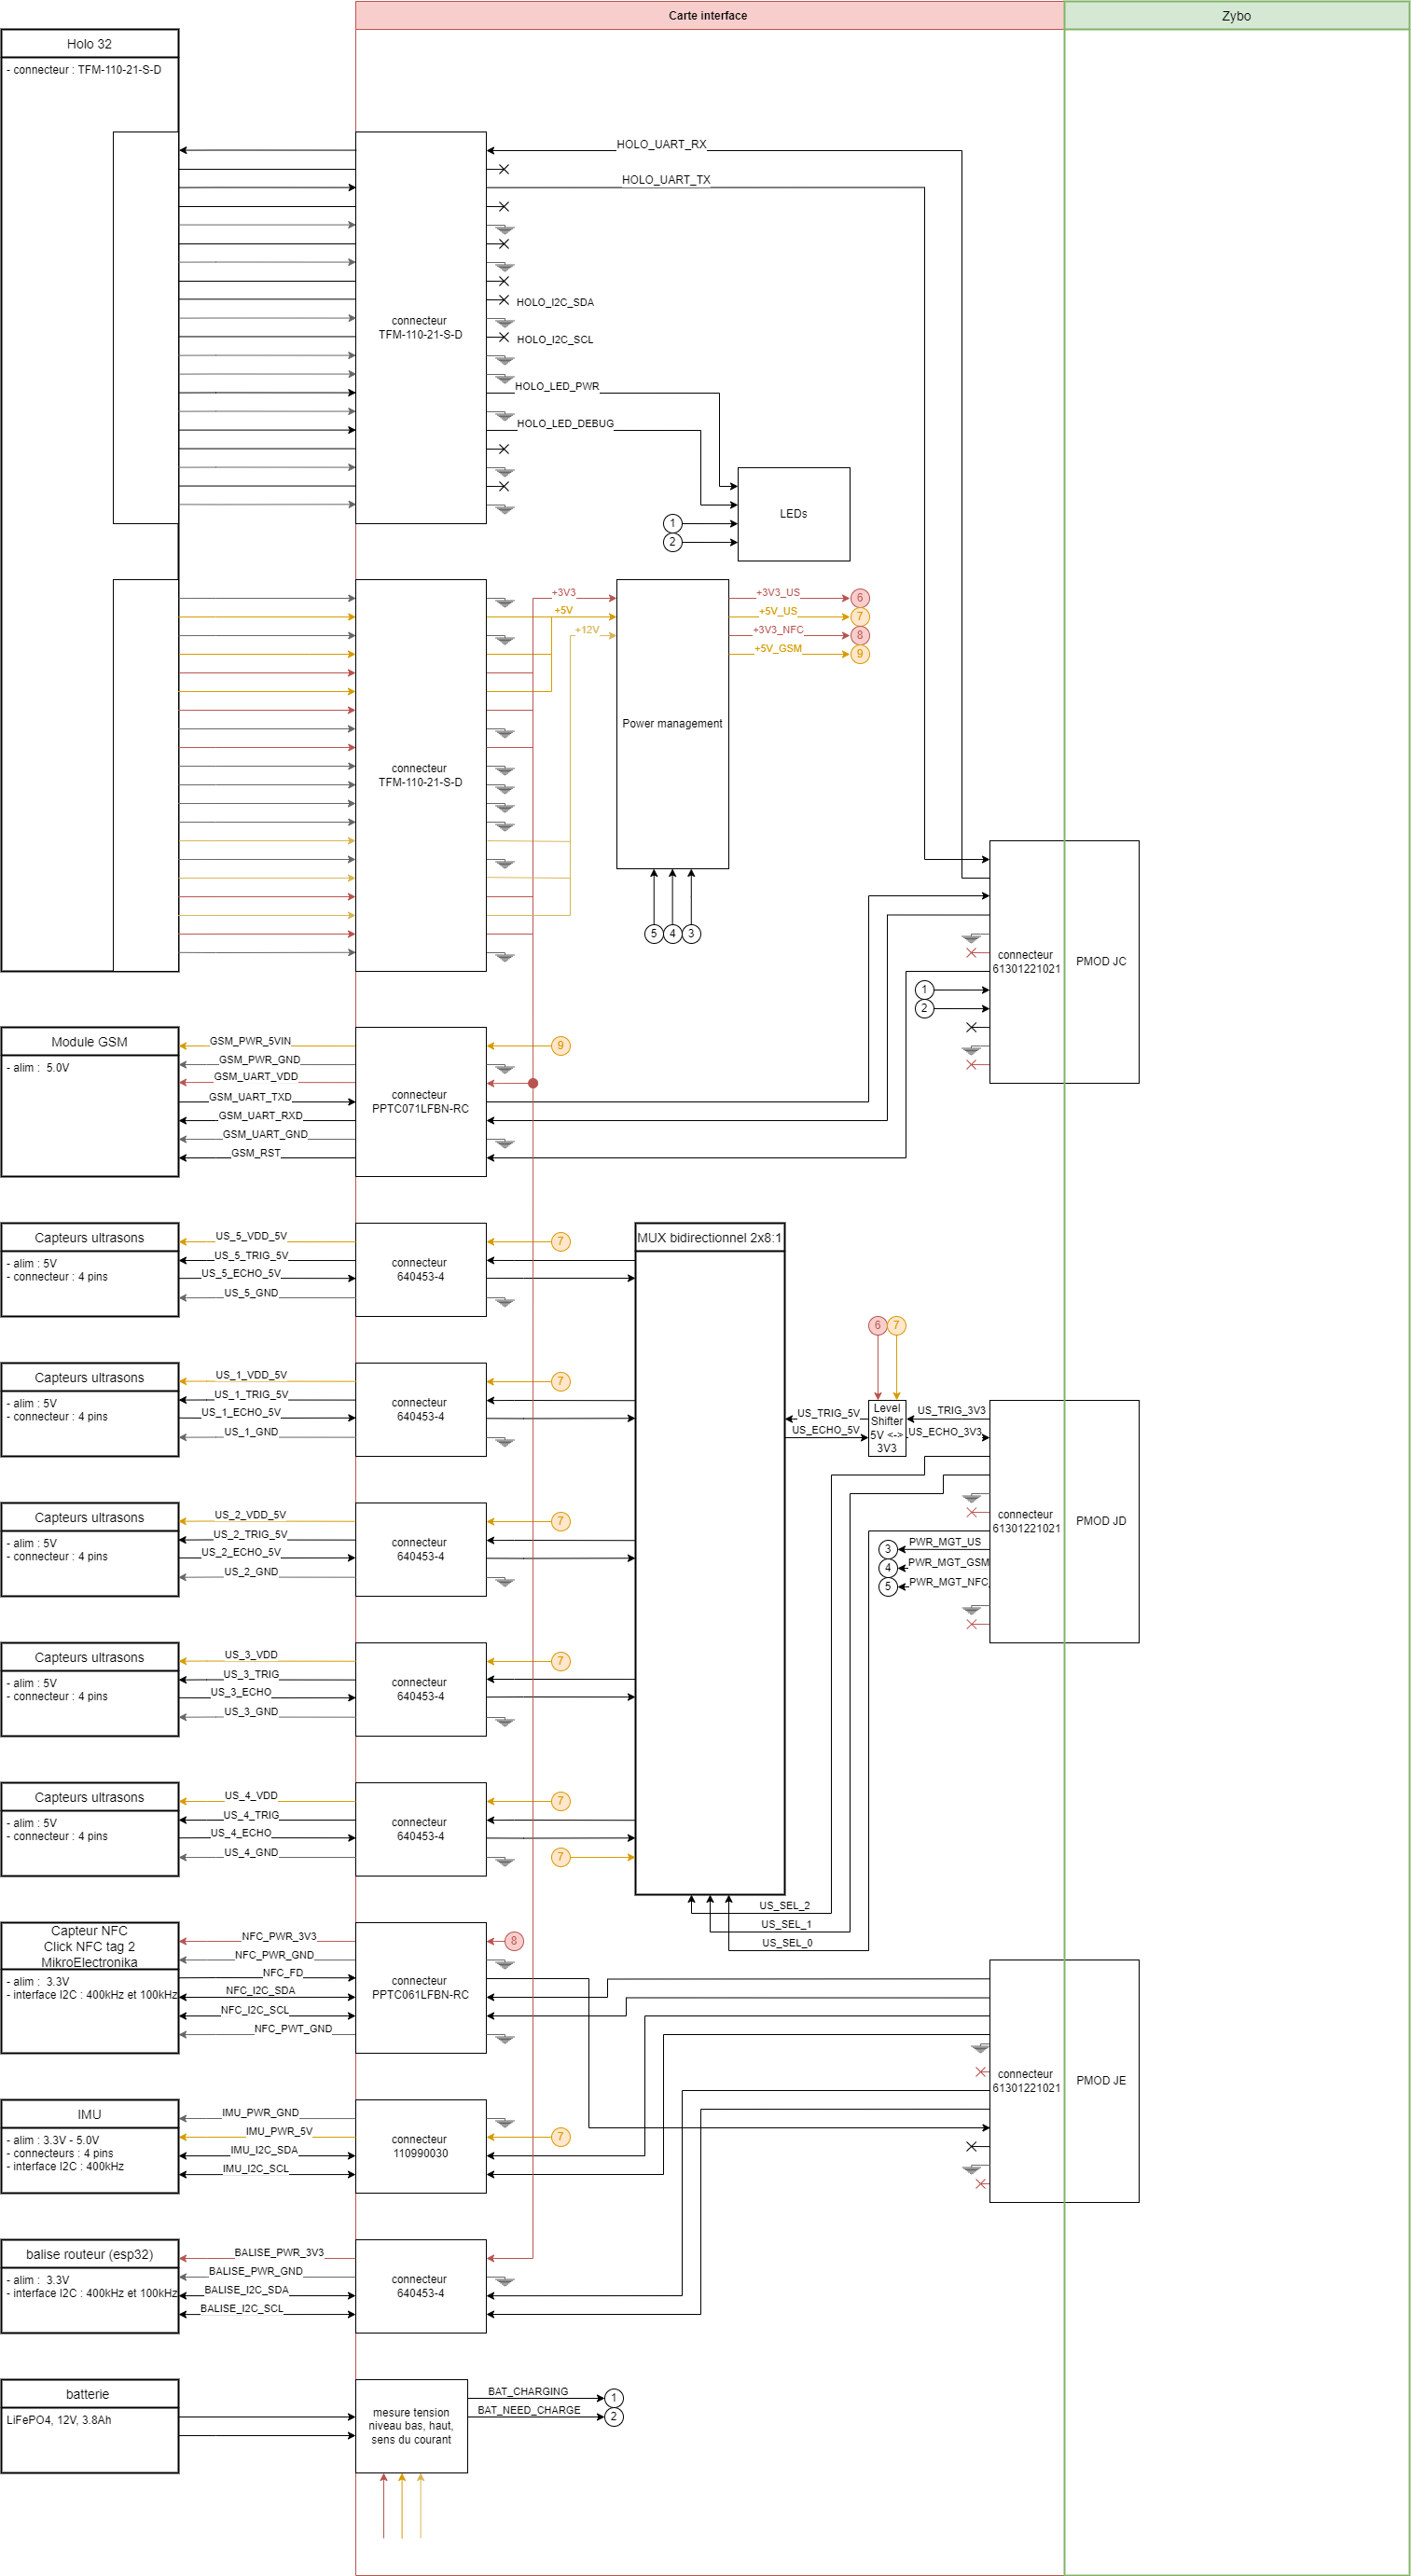 Carte interface
Zybo
Holo 32
- connecteur : TFM-110-21-S-D
HOLO_UART_RX
HOLO_UART_TX
HOLO_I2C_SDA
connecteur
TFM-110-21-S-D
HOLO_I2C_SCL
HOLO_LED_PWR
HOLO_LED_DEBUG
LEDs
1
2
+3V3
+5V
+12V
+3V3_US
6
+5V_US
7
+3V3_NFC
8
+5V_GSM
9
Power management
connecteur
TFM-110-21-S-D
5
4
3
connecteur
61301221021
PMOD JC
1
2
Module GSM
- alim :  5.0V
GSM_PWR_5VIN
GSM_PWR_GND
GSM_UART_VDD
GSM_UART_TXD
GSM_UART_RXD
GSM_UART_GND
GSM_RST
connecteur
PPTC071LFBN-RC
9
Capteurs ultrasons
- alim : 5V
- connecteur : 4 pins
US_5_VDD_5V
US_5_TRIG_5V
US_5_ECHO_5V
US_5_GND
connecteur
640453-4
7
MUX bidirectionnel 2x8:1
Capteurs ultrasons
- alim : 5V
- connecteur : 4 pins
US_1_VDD_5V
US_1_TRIG_5V
US_1_ECHO_5V
US_1_GND
connecteur
640453-4
7
6
7
US_TRIG_5V
US_ECHO_5V
Level
Shifter
5V <->
3V3
US_TRIG_3V3
US_ECHO_3V3
connecteur
61301221021
PMOD JD
3
PWR_MGT_US
4
PWR_MGT_GSM
5
PWR_MGT_NFC
Capteurs ultrasons
- alim : 5V
- connecteur : 4 pins
US_2_VDD_5V
US_2_TRIG_5V
US_2_ECHO_5V
US_2_GND
connecteur
640453-4
7
Capteurs ultrasons
- alim : 5V
- connecteur : 4 pins
US_3_VDD
US_3_TRIG
US_3_ECHO
US_3_GND
connecteur
640453-4
7
Capteurs ultrasons
- alim : 5V
- connecteur : 4 pins
US_4_VDD
US_4_TRIG
US_4_ECHO
US_4_GND
connecteur
640453-4
7
7
US_SEL_2
US_SEL_1
US_SEL_0
Capteur NFC
Click NFC tag 2
MikroElectronika
- alim :  3.3V
- interface I2C : 400kHz et 100kHz
NFC_PWR_3V3
NFC_PWR_GND
NFC_FD
NFC_I2C_SDA
NFC_I2C_SCL
NFC_PWT_GND
connecteur
PPTC061LFBN-RC
8
connecteur
61301221021
PMOD JE
IMU
- alim : 3.3V - 5.0V
- connecteurs : 4 pins
- interface I2C : 400kHz
IMU_PWR_GND
IMU_PWR_5V
IMU_I2C_SDA
IMU_I2C_SCL
connecteur
110990030
7
balise routeur (esp32)
- alim :  3.3V
- interface I2C : 400kHz et 100kHz
BALISE_PWR_3V3
BALISE_PWR_GND
BALISE_I2C_SDA
BALISE_I2C_SCL
connecteur
640453-4
batterie
LiFePO4, 12V, 3.8Ah
mesure tension
niveau bas, haut,
sens du courant
BAT_CHARGING
1
BAT_NEED_CHARGE
2